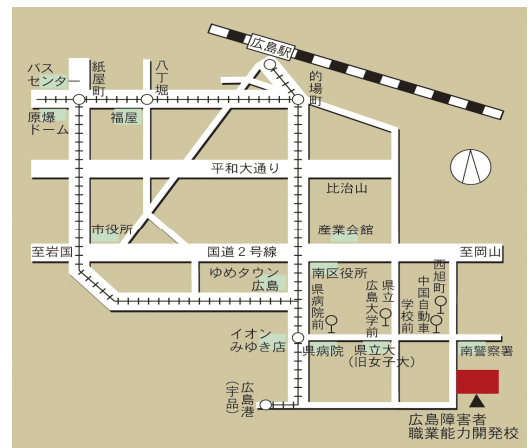 広島駅
バス
センター
紙屋町
八丁堀
的場町
原爆
ドーム
福屋
平和大通り
比治山
市役所
産業会館
至岩国
国道2号線
至岡山
ゆめタウン
広島
南区役所
県病院前
県立
広島大学前
中国自動車
学校前
西旭町
イオン
みゆき店
県病院
県立大
(旧女子大)
南警察署
広島港
(宇品)
広島障害者
職業能力開発校